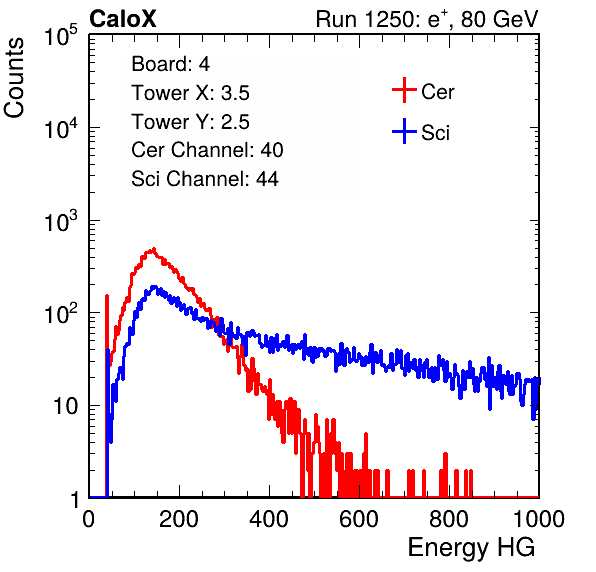 CaloX Run 1250: e⁺, 80 GeV
Counts
Board: 4
Tower X: 3.5
Tower Y: 2.5
Cer Channel: 40
Sci Channel: 44
Cer
Sci
10⁵
10⁴
10³
10²
10
1
0 200 400 600 800 1000
Energy HG